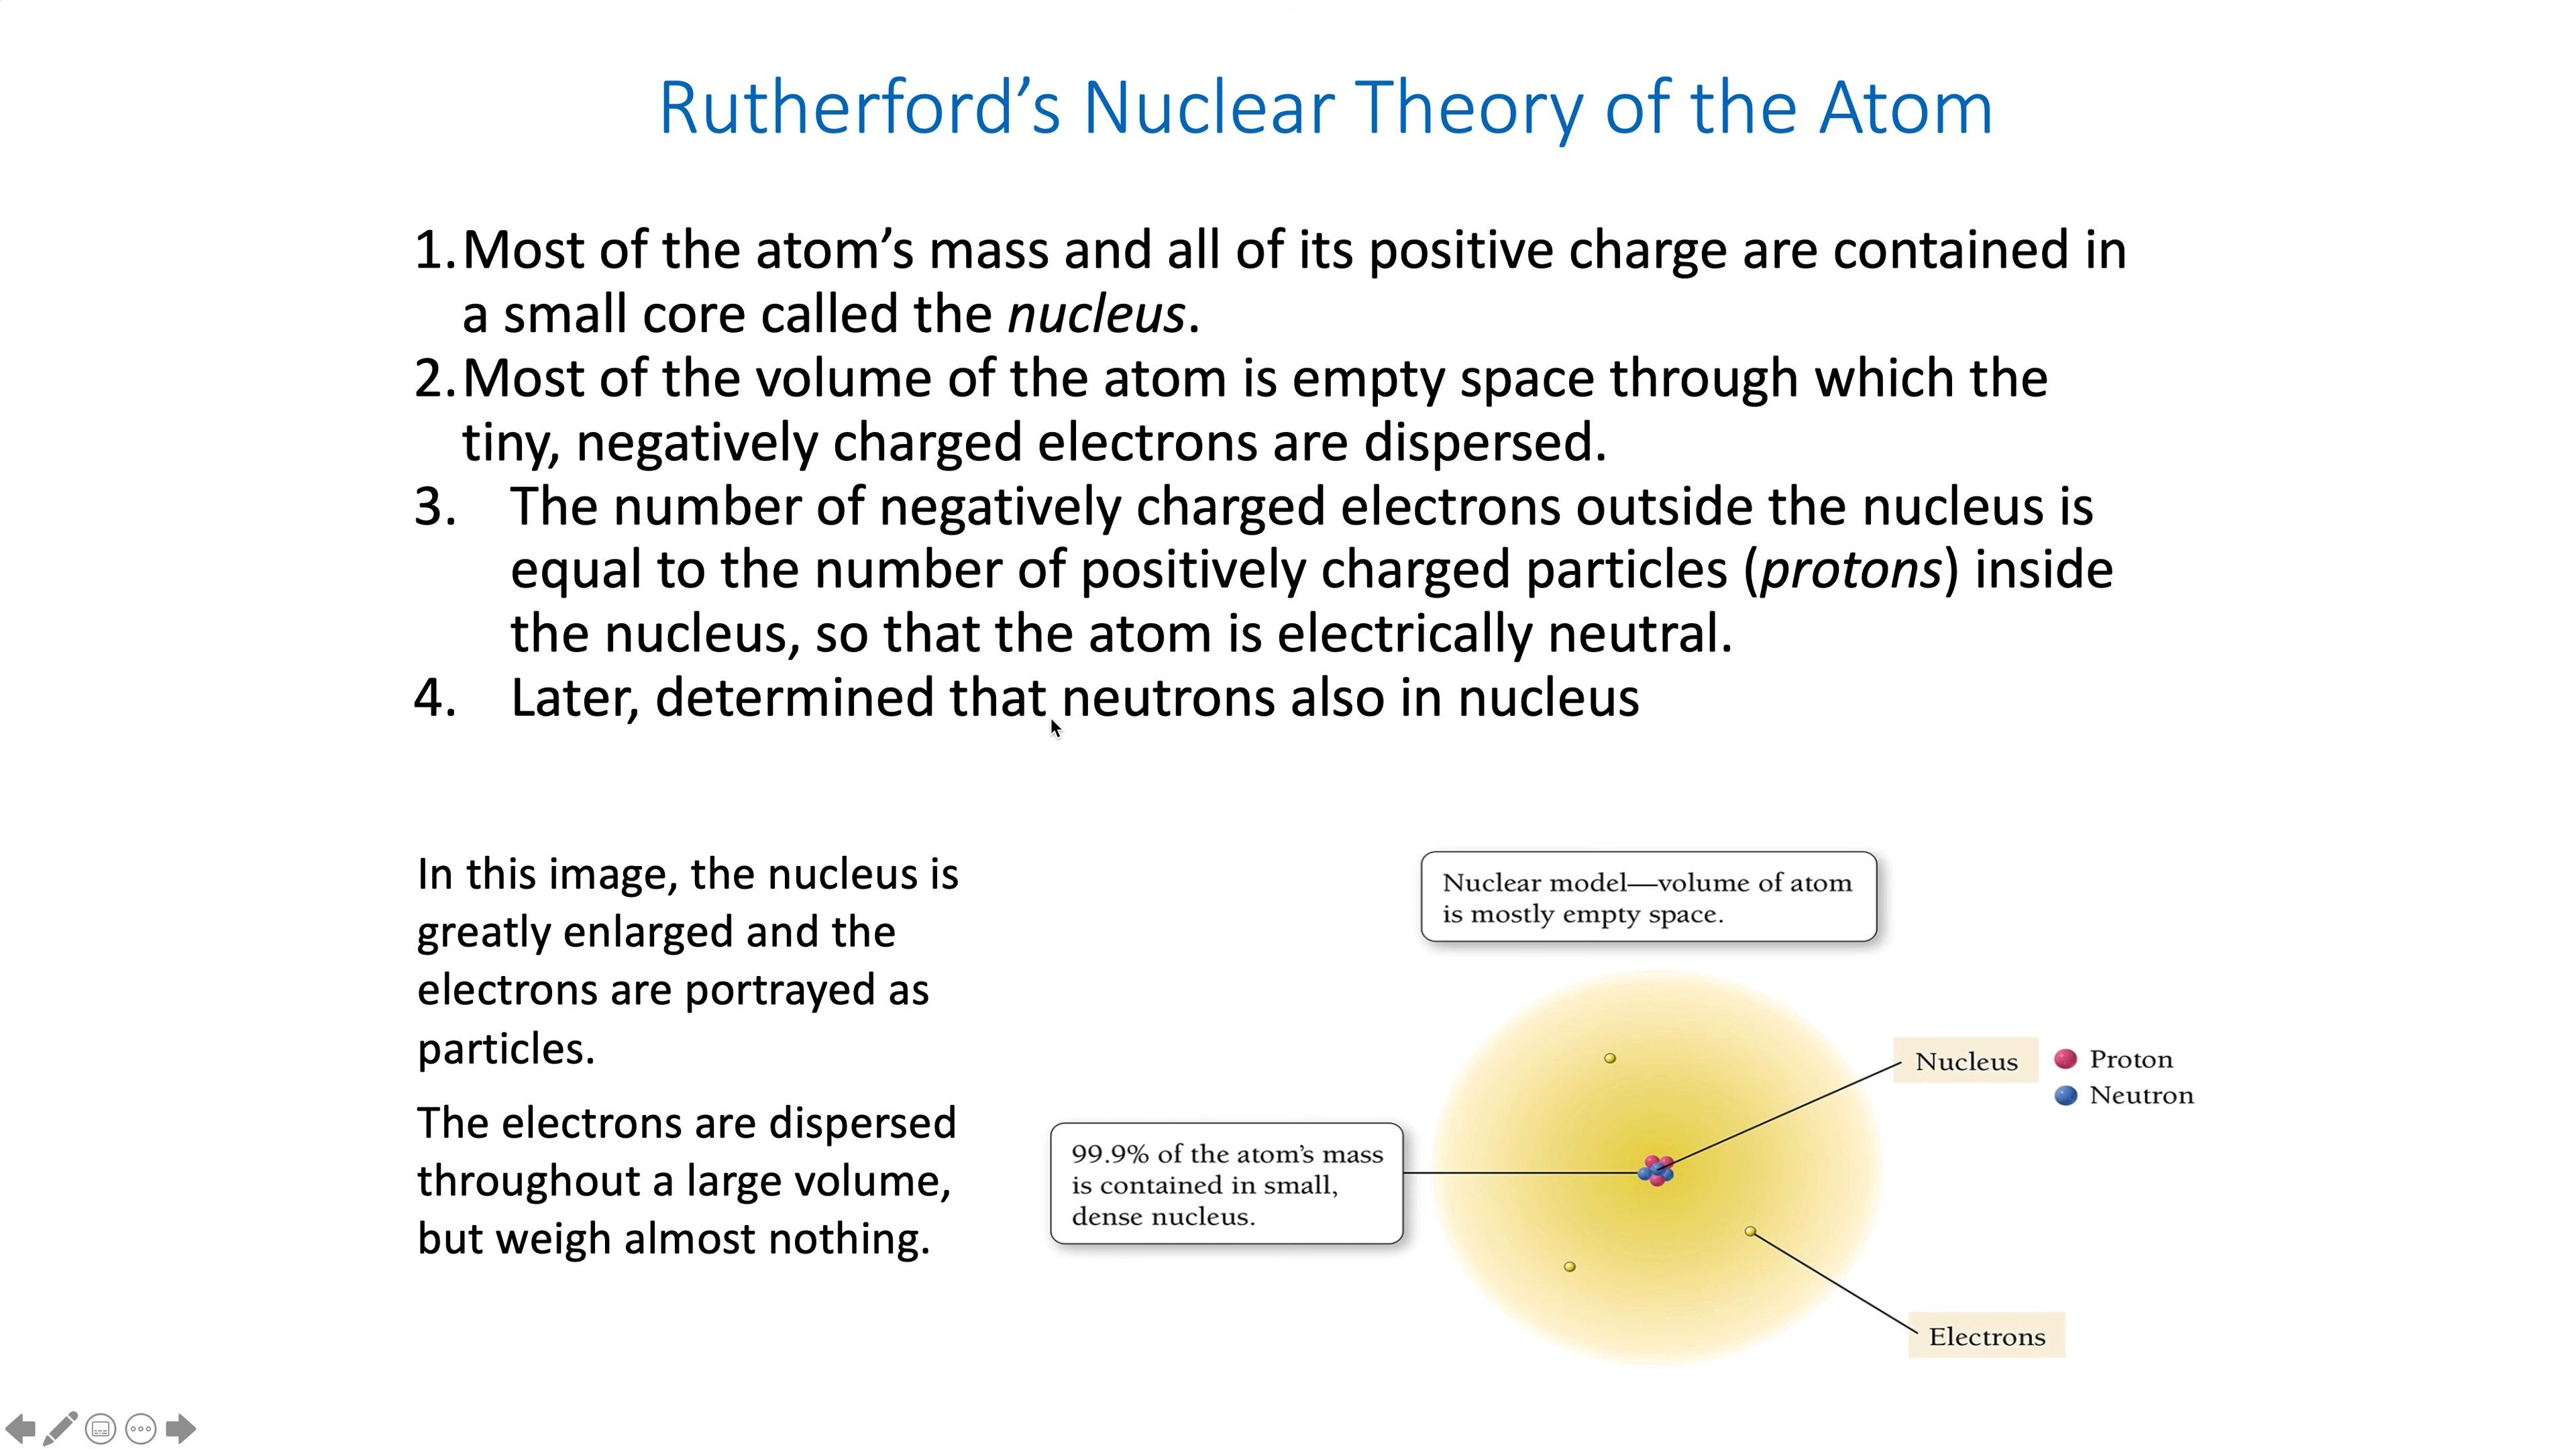 Rutherford’s Nuclear Theory of the Atom
1. Most of the atom’s mass and all of its positive charge are contained in
a small core called the nucleus.
2. Most of the volume of the atom is empty space through which the
tiny, negatively charged electrons are dispersed.
3. The number of negatively charged electrons outside the nucleus is
equal to the number of positively charged particles (protons) inside
the nucleus, so that the atom is electrically neutral.
4. Later, determined that neutrons also in nucleus
In this image, the nucleus is
greatly enlarged and the
electrons are portrayed as
particles.
The electrons are dispersed
throughout a large volume,
but weigh almost nothing.
Nuclear model—volume of atom
is mostly empty space.
99.9% of the atom’s mass
is contained in small,
dense nucleus.
Nucleus
Proton
Neutron
Electrons